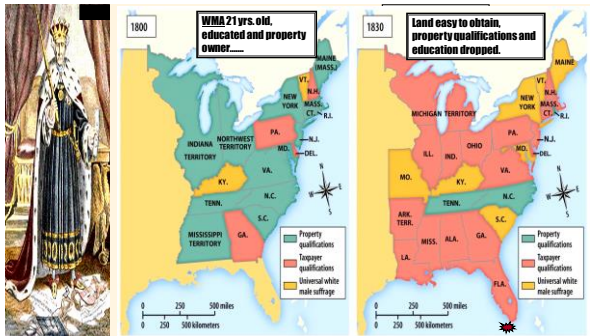 1800
WMA 21 yrs. old,
educated and property
owner......
MAINE
(MASS.)
VT.
N.H.
NEW
YORK
MASS.
CT.
R.I.
PA.
N.J.
MD.
DEL.
INDIANA
TERRITORY
NORTHWEST
TERRITORY
VA.
KY.
N.C.
TENN.
S.C.
MISSISSIPPI
TERRITORY
GA.
N
W
E
S
Property
qualifications
Taxpayer
qualifications
Universal white
male suffrage
0 250 500 miles
0 250 500 kilometers
1830
Land easy to obtain,
property qualifications and
education dropped.
MAINE
VT.
N.H.
NEW
YORK
MASS.
CT.
R.I.
MICHIGAN TERRITORY
PA.
N.J.
OHIO
MD.
DEL.
ILL.
IND.
VA.
MO.
KY.
N.C.
TENN.
ARK.
TERR.
S.C.
MISS.
ALA.
GA.
LA.
FLA.
N
W
E
S
Property
qualifications
Taxpayer
qualifications
Universal white
male suffrage
0 250 500 miles
0 250 500 kilometers